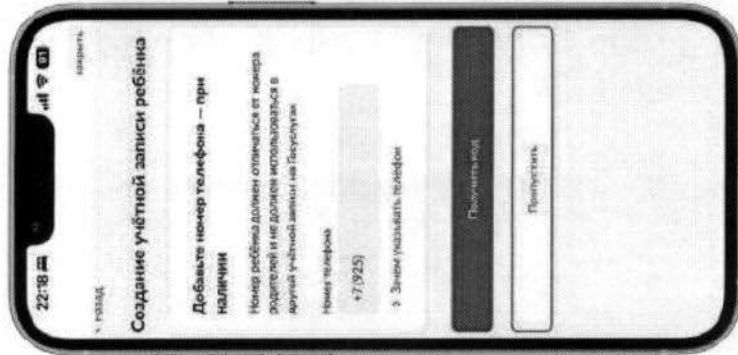 22:18
81
‹ Назад
закрыть
Создание учётной записи ребёнка
Добавьте номер телефона — при
наличии
Номер ребёнка должен отличаться от номера
родителей и не должен использоваться в
другой учётной записи на Госуслугах
Номер телефона
+7 (925)
› Зачем указывать телефон
Получить код
Пропустить